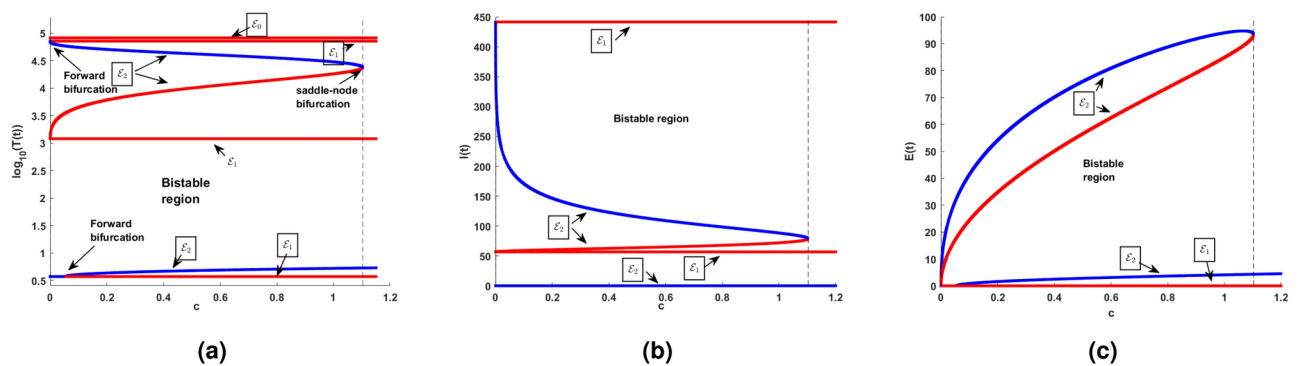 5
4.5
4
3.5
3
2.5
2
1.5
1
0.5
log10(T(t))
ℰ0
ℰ1
ℰ2
Forward
bifurcation
saddle-node
bifurcation
ℰ1
Bistable
region
Forward
bifurcation
ℰ2
ℰ1
0 0.2 0.4 0.6 0.8 1 1.2
c
(a)
450
400
350
300
250
200
150
100
50
0
I(t)
ℰ1
Bistable region
ℰ2
ℰ2
ℰ1
0 0.2 0.4 0.6 0.8 1 1.2
c
(b)
100
90
80
70
60
50
40
30
20
10
0
E(t)
ℰ2
Bistable
region
ℰ2
ℰ1
0 0.2 0.4 0.6 0.8 1 1.2
c
(c)